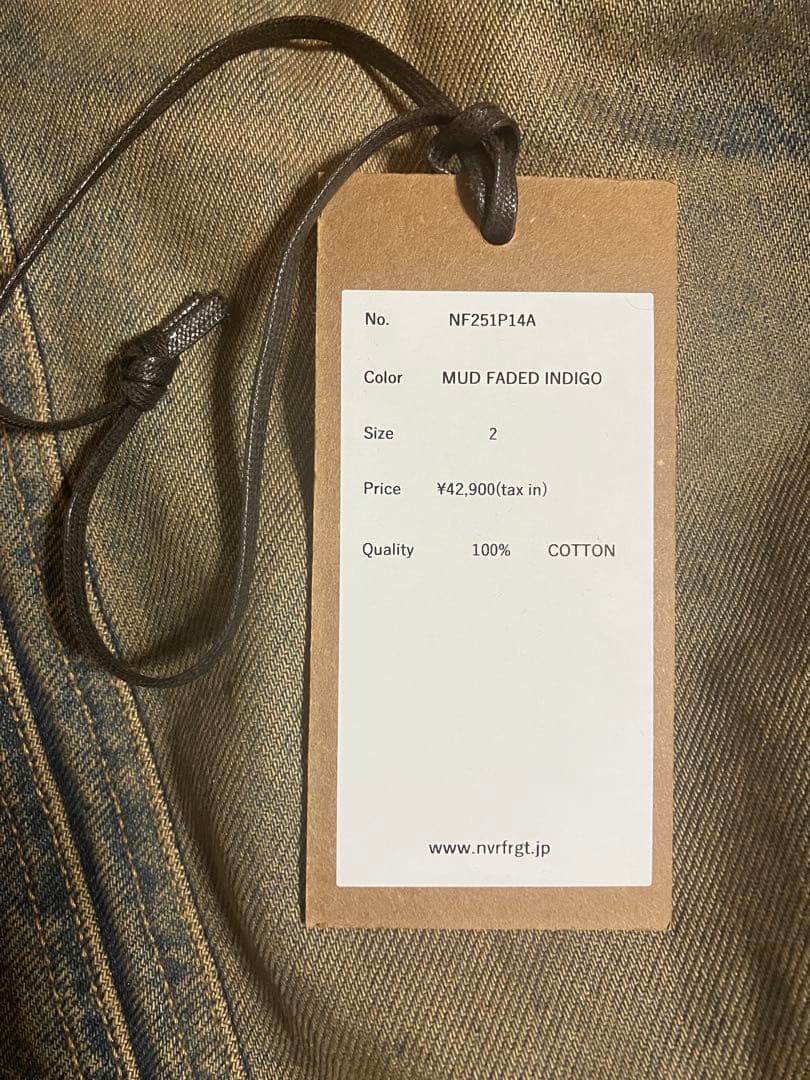 No. NF251P14A
Color MUD FADED INDIGO
Size 2
Price ¥42,900(tax in)
Quality 100% COTTON
www.nvrfrgt.jp